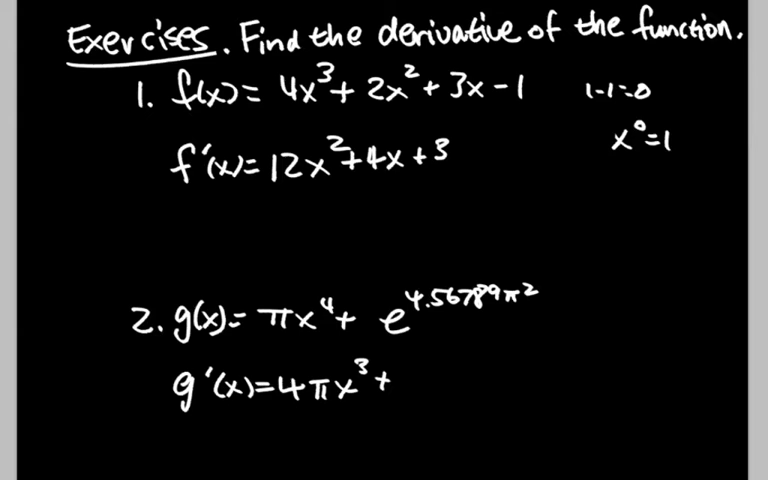 Exercises. Find the derivative of the function.
1. f(x) = 4x³ + 2x² + 3x - 1
1-1=0
x⁰=1
f'(x) = 12x² + 4x + 3
2. g(x) = πx⁴ + e^4.56789π²
g'(x) = 4πx³ +